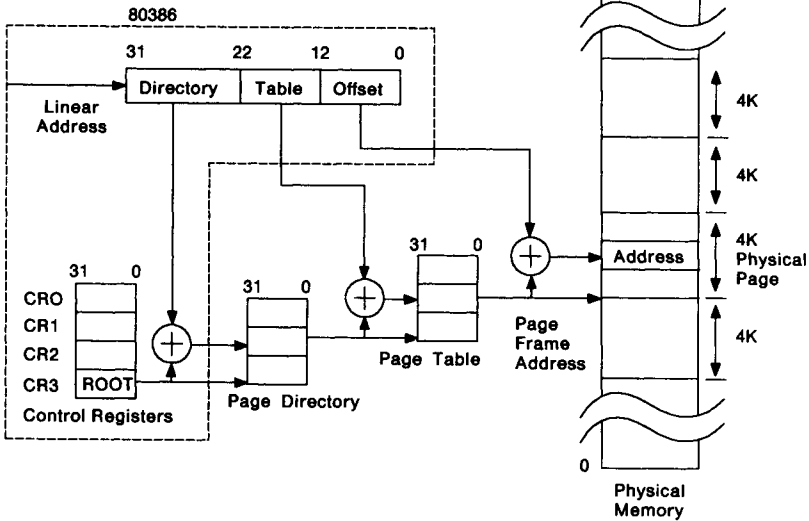 80386
31 22 12 0
Directory Table Offset
Linear
Address
4K
4K
4K
Physical
Page
Address
4K
31 0
CR0
CR1
CR2
CR3 ROOT
Control Registers
31 0
Page Directory
31 0
Page Table
Page
Frame
Address
0
Physical
Memory